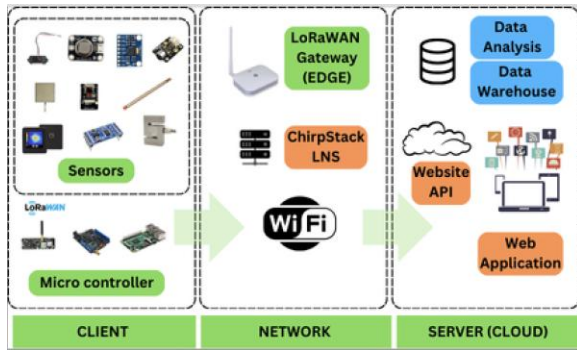 Sensors
LoRaWAN
Micro controller
CLIENT
LoRaWAN
Gateway
(EDGE)
ChirpStack
LNS
WiFi
NETWORK
Data
Analysis
Data
Warehouse
Website
API
Web
Application
SERVER (CLOUD)